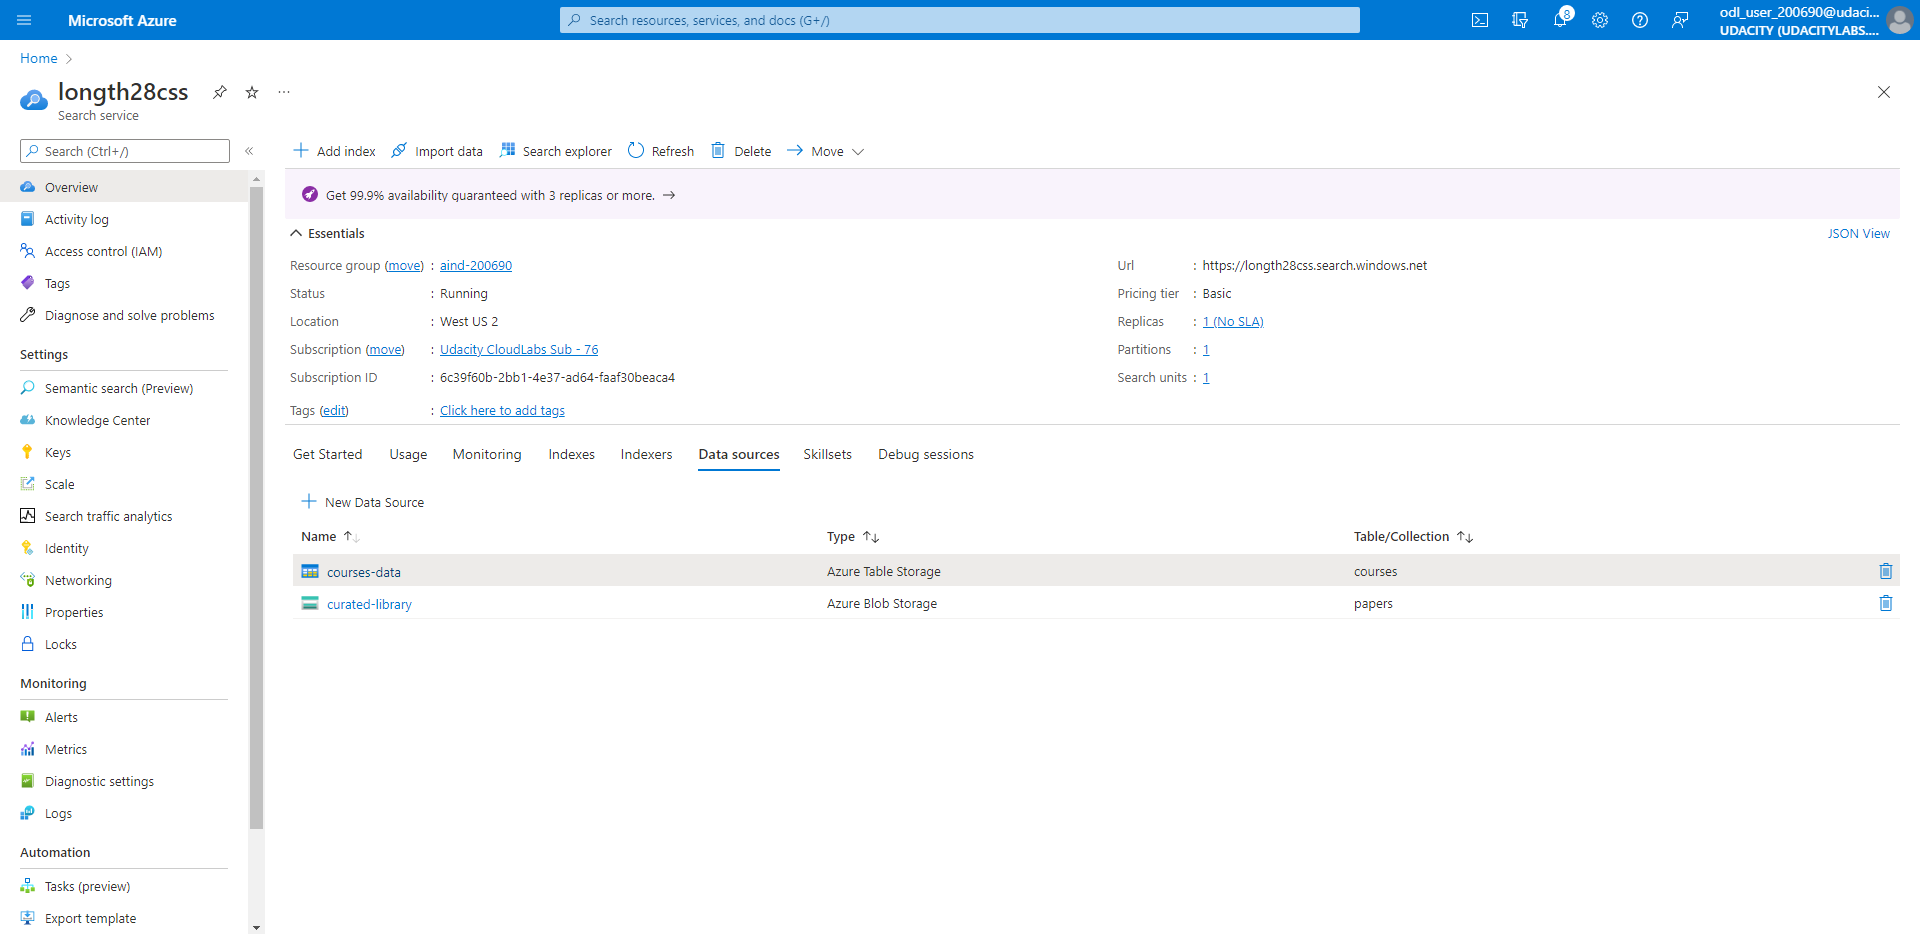 Microsoft Azure
Search resources, services, and docs (G+/)
8
odl_user_200690@udaci...
UDACITY (UDACITYLABS....
Home
longth28css
Search service
Search (Ctrl+/)
Add index
Import data
Search explorer
Refresh
Delete
Move
Get 99.9% availability guaranteed with 3 replicas or more.
Essentials
JSON View
Resource group (move) : aind-200690
Status : Running
Location : West US 2
Subscription (move) : Udacity CloudLabs Sub - 76
Subscription ID : 6c39f60b-2bb1-4e37-ad64-faaf30beaca4
Tags (edit) : Click here to add tags
Url : https://longth28css.search.windows.net
Pricing tier : Basic
Replicas : 1 (No SLA)
Partitions : 1
Search units : 1
Overview
Activity log
Access control (IAM)
Tags
Diagnose and solve problems
Settings
Semantic search (Preview)
Knowledge Center
Keys
Scale
Search traffic analytics
Identity
Networking
Properties
Locks
Monitoring
Alerts
Metrics
Diagnostic settings
Logs
Automation
Tasks (preview)
Export template
Get Started
Usage
Monitoring
Indexes
Indexers
Data sources
Skillsets
Debug sessions
New Data Source
Name Type Table/Collection
courses-data Azure Table Storage courses
curated-library Azure Blob Storage papers